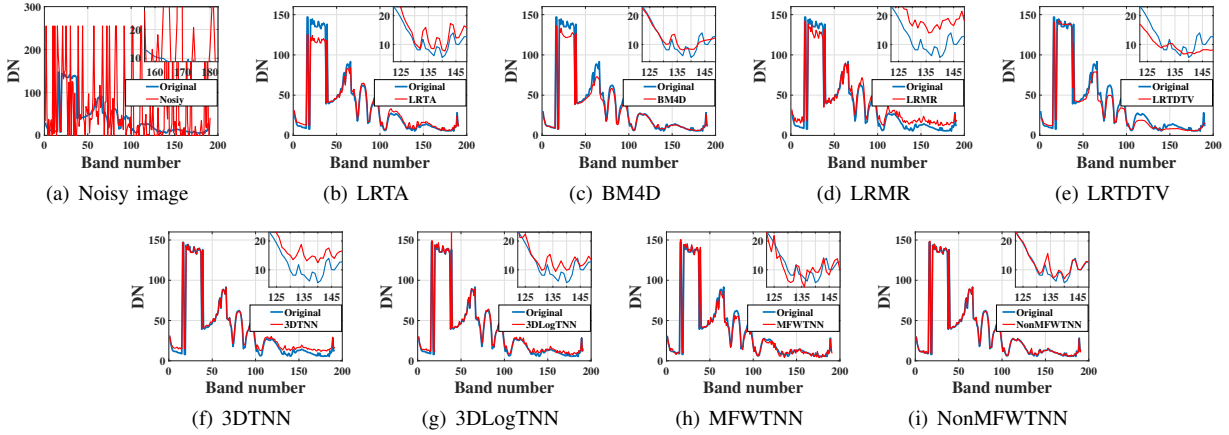 DN
300
200
100
0
20
10
160 170 180
Original
Nosiy
0 50 100 150 200
Band number
(a) Noisy image
DN
150
100
50
0
20
10
125 135 145
Original
LRTA
0 50 100 150 200
Band number
(b) LRTA
DN
150
100
50
0
20
10
125 135 145
Original
BM4D
0 50 100 150 200
Band number
(c) BM4D
DN
150
100
50
0
20
10
125 135 145
Original
LRMR
0 50 100 150 200
Band number
(d) LRMR
DN
150
100
50
0
20
10
125 135 145
Original
LRTDTV
0 50 100 150 200
Band number
(e) LRTDTV
DN
150
100
50
0
20
10
125 135 145
Original
3DTNN
0 50 100 150 200
Band number
(f) 3DTNN
DN
150
100
50
0
20
10
125 135 145
Original
3DLogTNN
0 50 100 150 200
Band number
(g) 3DLogTNN
DN
150
100
50
0
20
10
125 135 145
Original
MFWTNN
0 50 100 150 200
Band number
(h) MFWTNN
DN
150
100
50
0
20
10
125 135 145
Original
NonMFWTNN
0 50 100 150 200
Band number
(i) NonMFWTNN